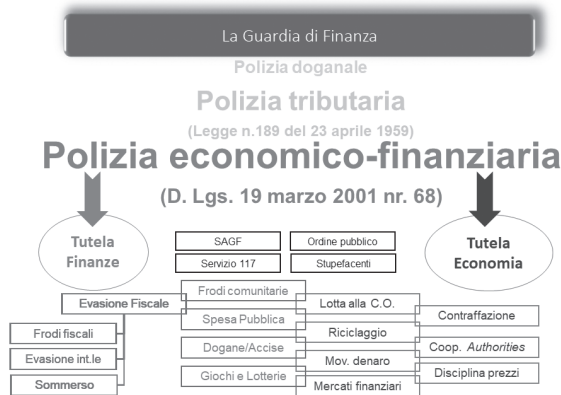 La Guardia di Finanza
Polizia doganale
Polizia tributaria
(Legge n.189 del 23 aprile 1959)
Polizia economico-finanziaria
(D. Lgs. 19 marzo 2001 nr. 68)
Tutela
Finanze
SAGF
Ordine pubblico
Servizio 117
Stupefacenti
Tutela
Economia
Evasione Fiscale
Frodi fiscali
Evasione int.le
Sommerso
Frodi comunitarie
Spesa Pubblica
Dogane/Accise
Giochi e Lotterie
Lotta alla C.O.
Riciclaggio
Mov. denaro
Mercati finanziari
Contraffazione
Coop. Authorities
Disciplina prezzi